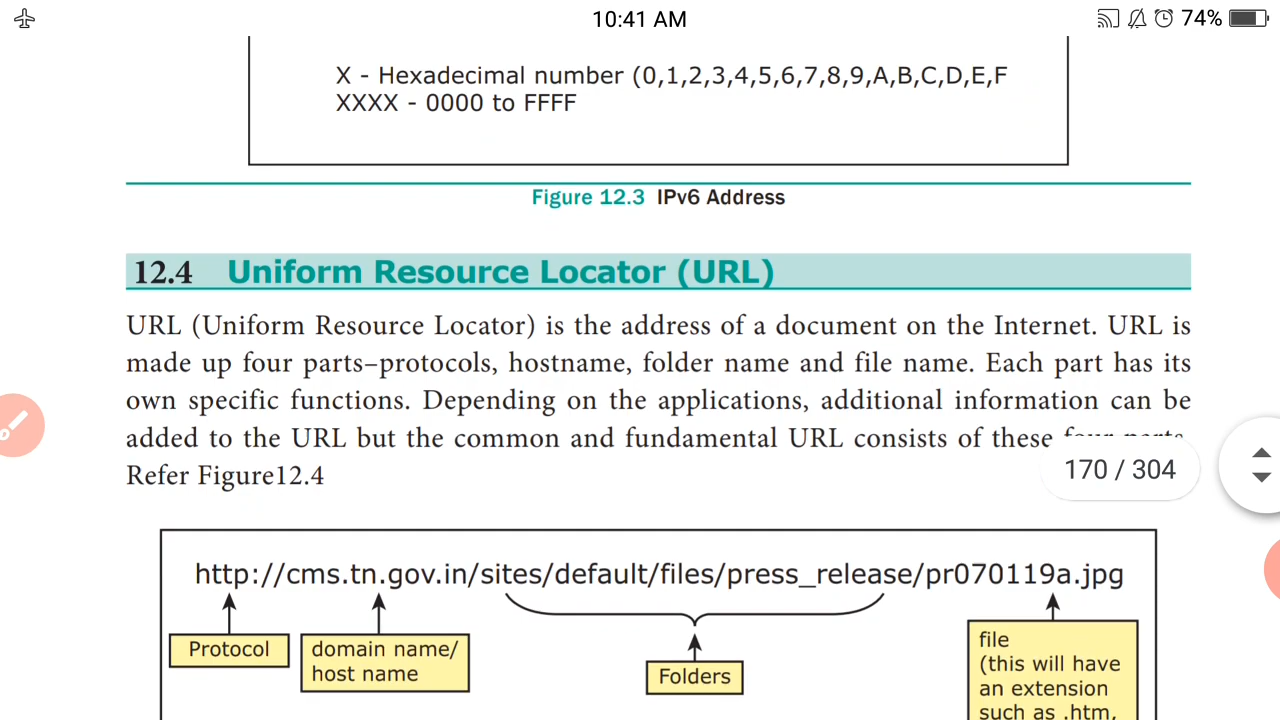 10:41 AM
74%
X - Hexadecimal number (0,1,2,3,4,5,6,7,8,9,A,B,C,D,E,F
XXXX - 0000 to FFFF
Figure 12.3 IPv6 Address
12.4 Uniform Resource Locator (URL)
URL (Uniform Resource Locator) is the address of a document on the Internet. URL is
made up four parts–protocols, hostname, folder name and file name. Each part has its
own specific functions. Depending on the applications, additional information can be
added to the URL but the common and fundamental URL consists of these four parts.
Refer Figure12.4
170 / 304
http://cms.tn.gov.in/sites/default/files/press_release/pr070119a.jpg
Protocol
domain name/
host name
Folders
file
(this will have
an extension
such as .htm,